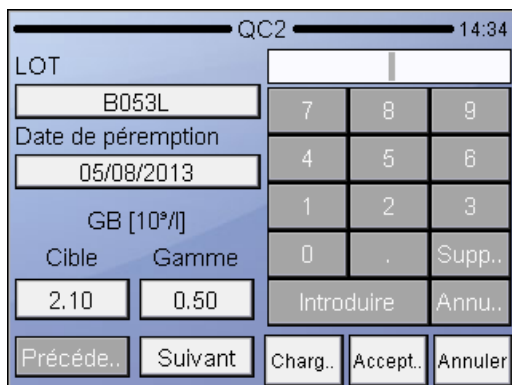 QC2 14:34
LOT
B053L
Date de péremption
05/08/2013
GB [10⁹/l]
Cible Gamme
2.10 0.50
Précéde.. Suivant
7 8 9
4 5 6
1 2 3
0 . Supp..
Introduire Annu..
Charg.. Accept.. Annuler